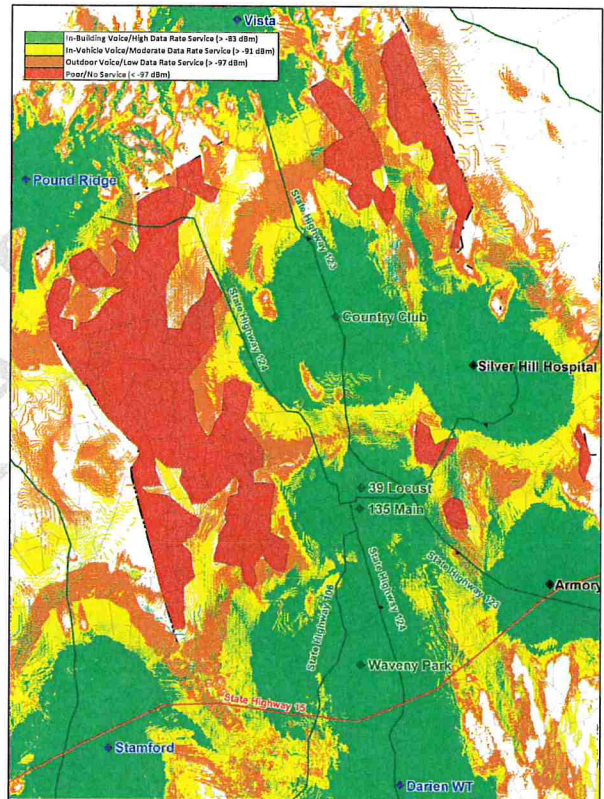 Vista
In-Building Voice/High Data Rate Service (> -83 dBm)
In-Vehicle Voice/Moderate Data Rate Service (> -91 dBm)
Outdoor Voice/Low Data Rate Service (> -97 dBm)
Poor/No Service (< -97 dBm)
Pound Ridge
State Highway 123
State Highway 124
Country Club
Silver Hill Hospital
39 Locust
135 Main
State Highway 123
Armory
State Highway 124
State Highway 106
Waveny Park
State Highway 15
Stamford
Darien WT